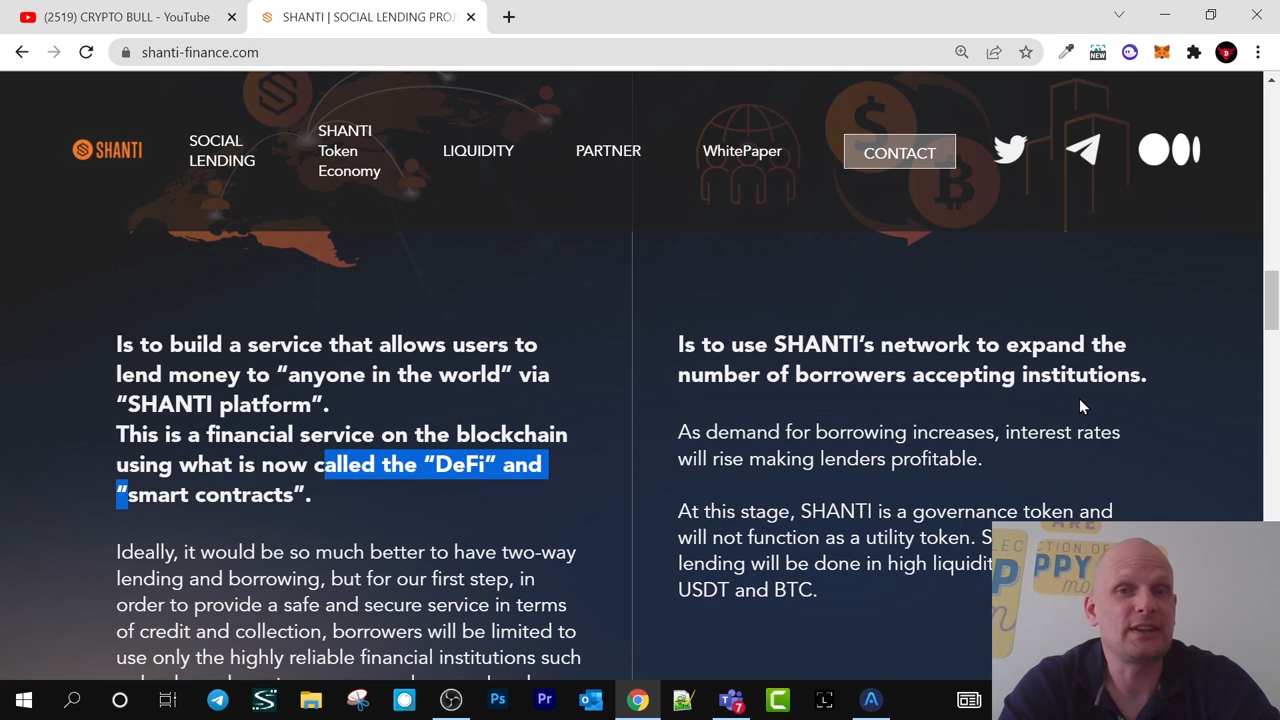 (2519) CRYPTO BULL - YouTube
SHANTI | SOCIAL LENDING PROJ
shanti-finance.com
NEW
SHANTI
SOCIAL
LENDING
SHANTI
Token
Economy
LIQUIDITY
PARTNER
WhitePaper
CONTACT
Is to build a service that allows users to
lend money to “anyone in the world” via
“SHANTI platform”.
This is a financial service on the blockchain
using what is now called the “DeFi” and
“smart contracts”.
Ideally, it would be so much better to have two-way
lending and borrowing, but for our first step, in
order to provide a safe and secure service in terms
of credit and collection, borrowers will be limited to
use only the highly reliable financial institutions such
Is to use SHANTI’s network to expand the
number of borrowers accepting institutions.
As demand for borrowing increases, interest rates
will rise making lenders profitable.
At this stage, SHANTI is a governance token and
will not function as a utility token. S
lending will be done in high liquidit
USDT and BTC.
ARE
PPY
Ps
Pr
7